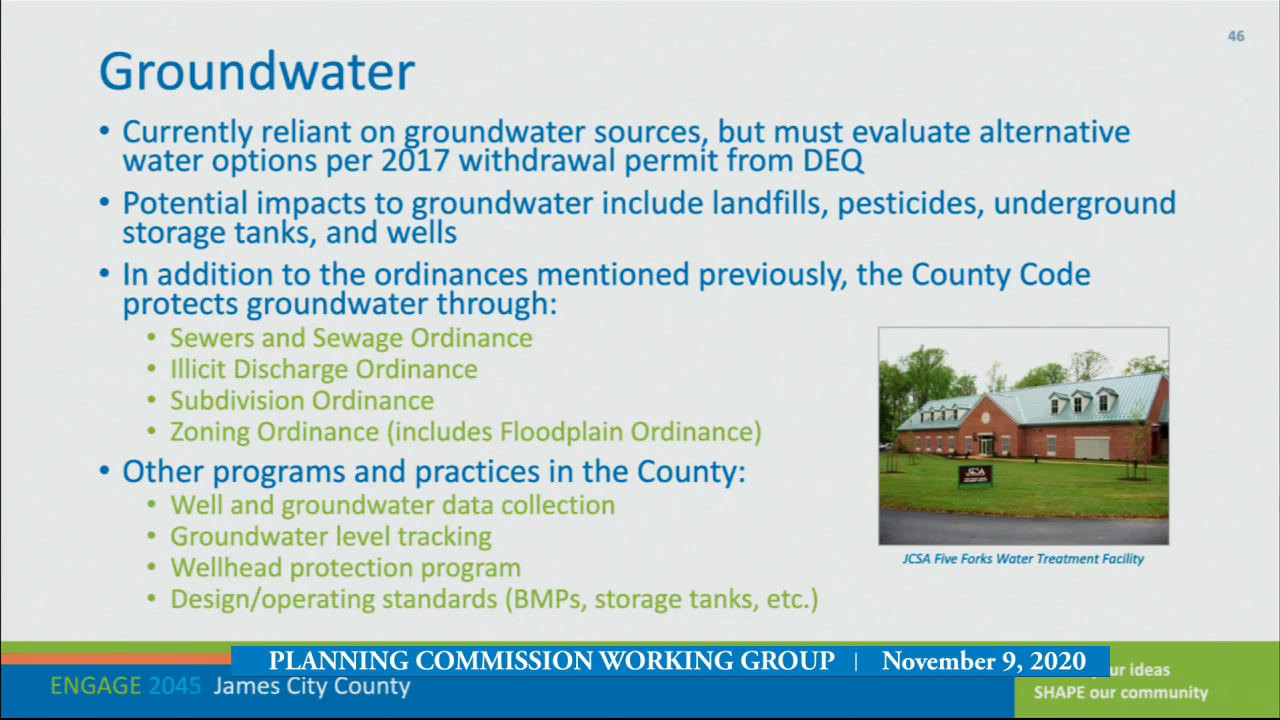 46
Groundwater
• Currently reliant on groundwater sources, but must evaluate alternative
water options per 2017 withdrawal permit from DEQ
• Potential impacts to groundwater include landfills, pesticides, underground
storage tanks, and wells
• In addition to the ordinances mentioned previously, the County Code
protects groundwater through:
• Sewers and Sewage Ordinance
• Illicit Discharge Ordinance
• Subdivision Ordinance
• Zoning Ordinance (includes Floodplain Ordinance)
• Other programs and practices in the County:
• Well and groundwater data collection
• Groundwater level tracking
• Wellhead protection program
• Design/operating standards (BMPs, storage tanks, etc.)
JCSA
JCSA Five Forks Water Treatment Facility
PLANNING COMMISSION WORKING GROUP | November 9, 2020
ENGAGE 2045 James City County
ideas
SHAPE our community